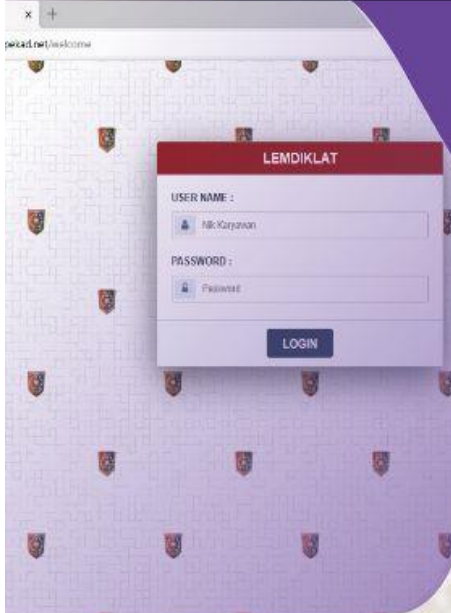 × +
pekad.net/welcome
LEMDIKLAT
USER NAME :
Nik Karyawan
PASSWORD :
Password
LOGIN